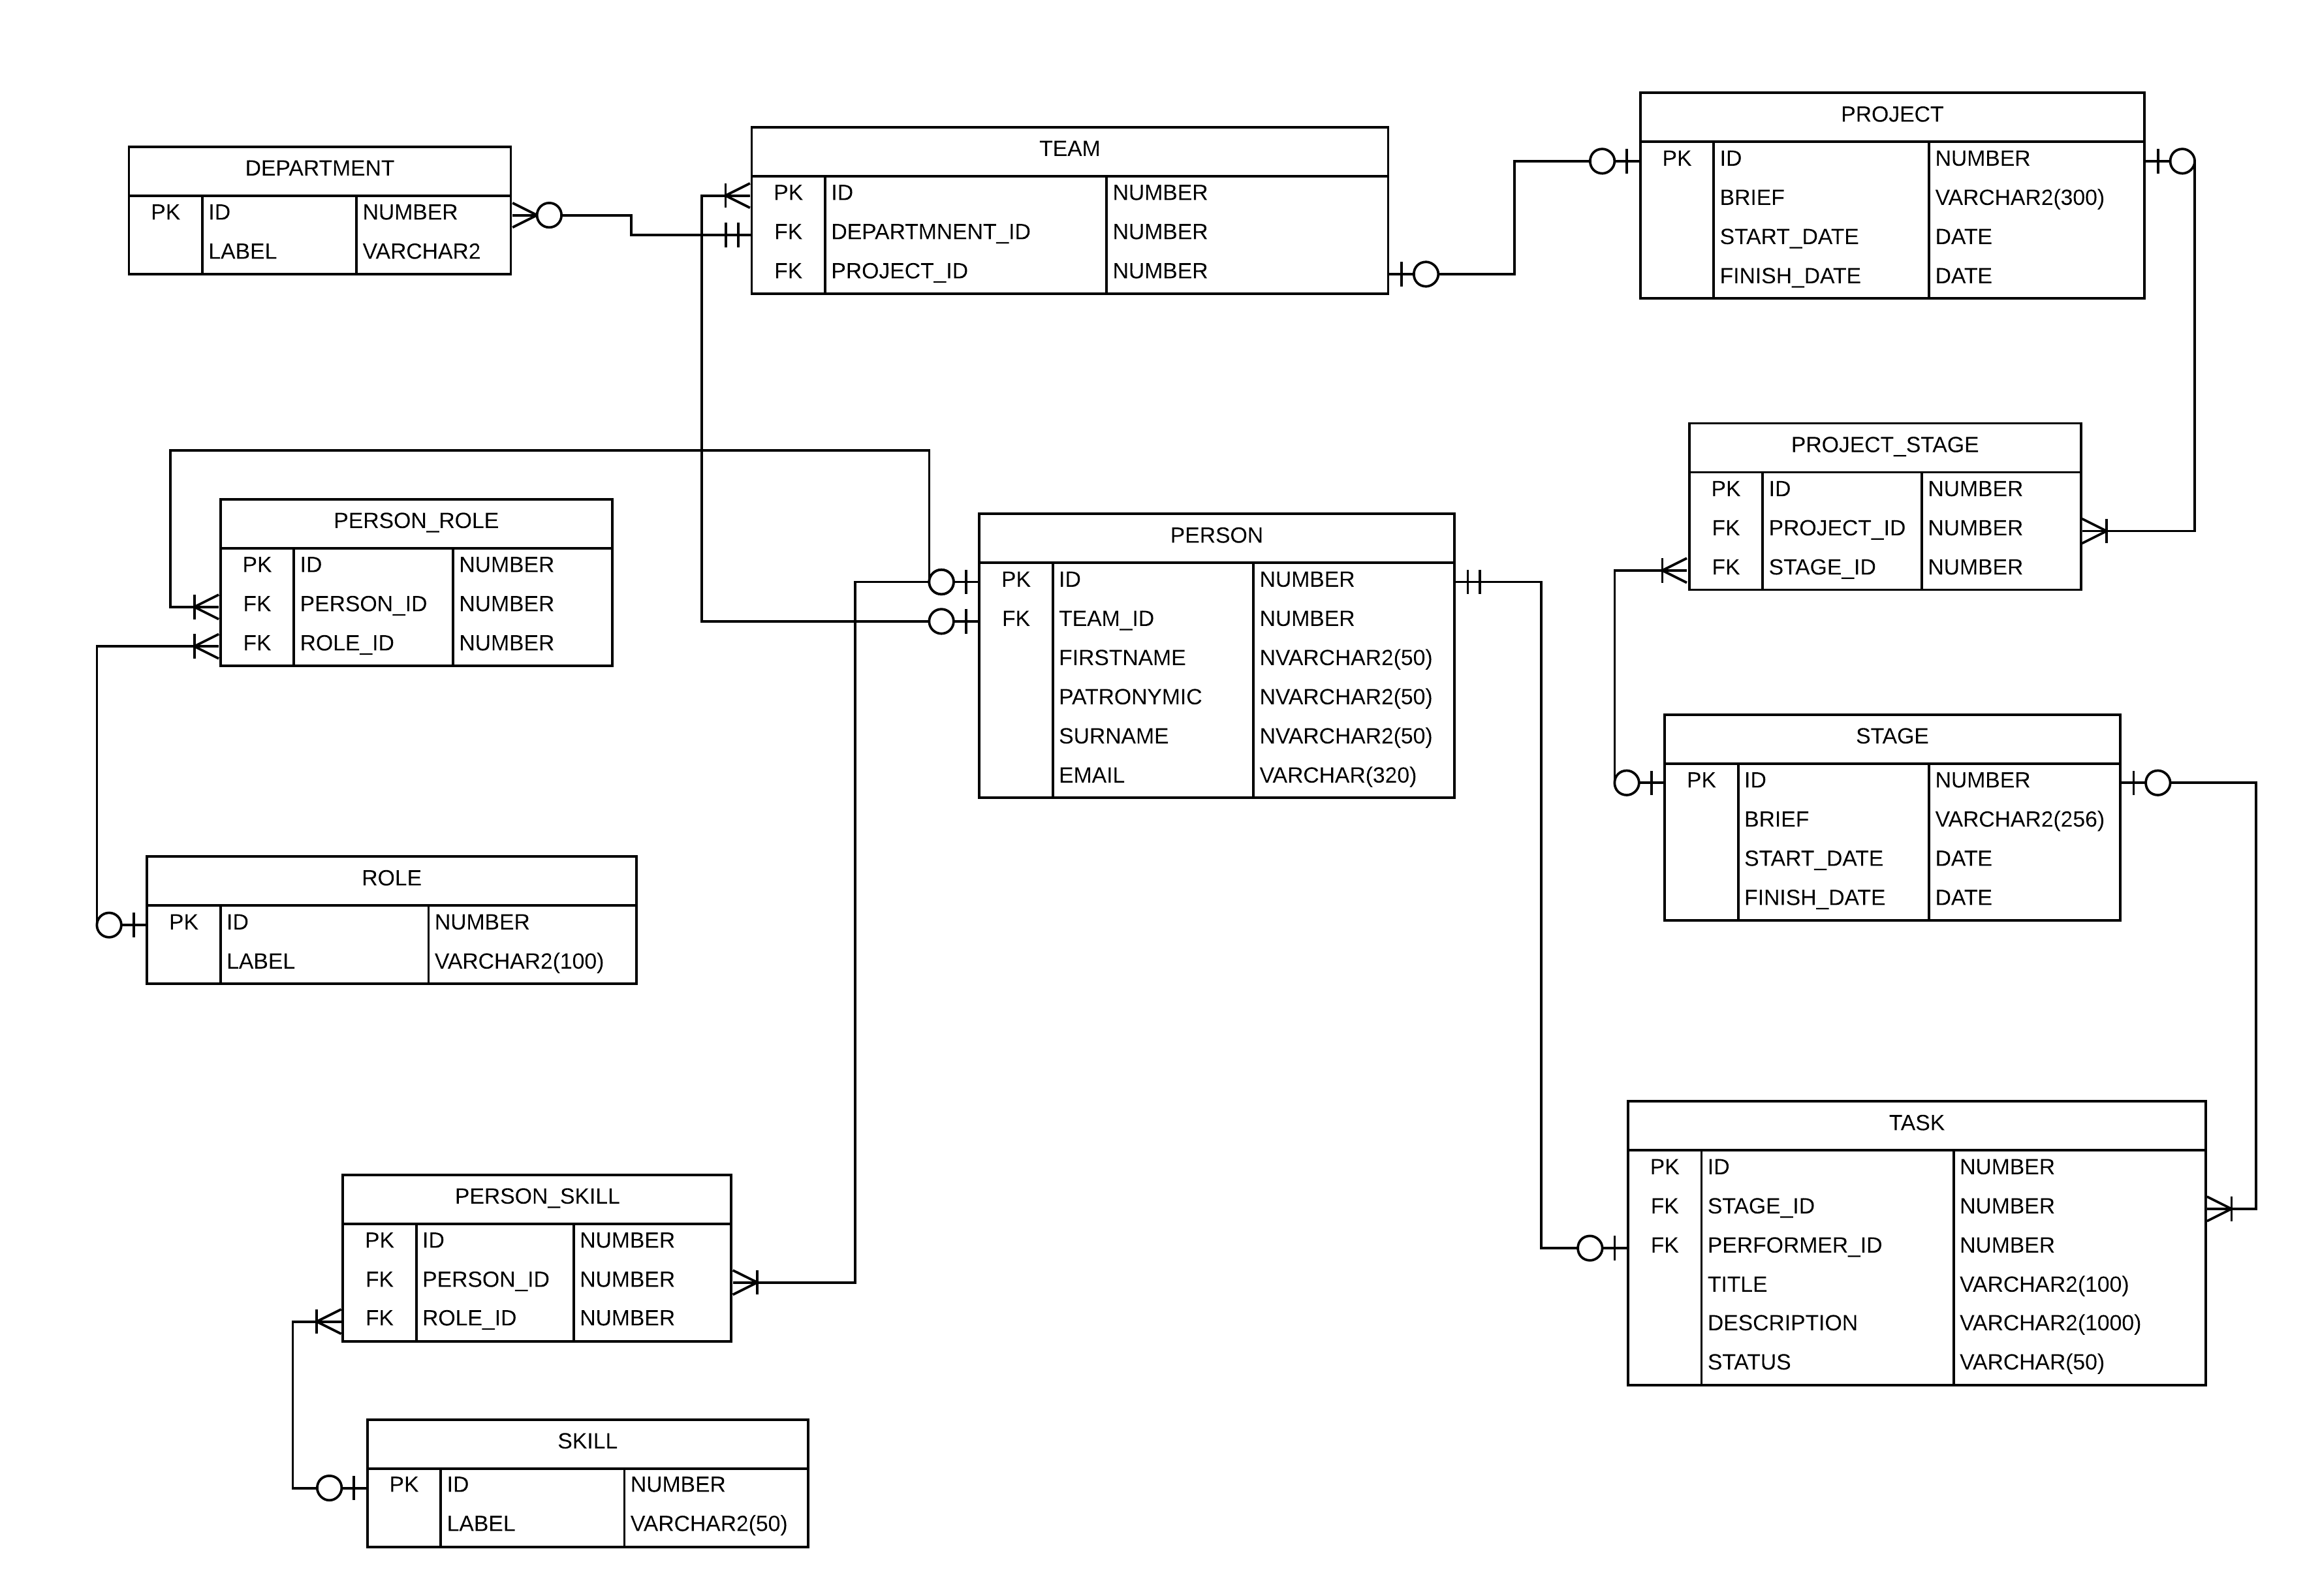 DEPARTMENT
PK ID NUMBER
LABEL VARCHAR2
TEAM
PK ID NUMBER
FK DEPARTMNENT_ID NUMBER
FK PROJECT_ID NUMBER
PROJECT
PK ID NUMBER
BRIEF VARCHAR2(300)
START_DATE DATE
FINISH_DATE DATE
PERSON_ROLE
PK ID NUMBER
FK PERSON_ID NUMBER
FK ROLE_ID NUMBER
PERSON
PK ID NUMBER
FK TEAM_ID NUMBER
FIRSTNAME NVARCHAR2(50)
PATRONYMIC NVARCHAR2(50)
SURNAME NVARCHAR2(50)
EMAIL VARCHAR(320)
PROJECT_STAGE
PK ID NUMBER
FK PROJECT_ID NUMBER
FK STAGE_ID NUMBER
STAGE
PK ID NUMBER
BRIEF VARCHAR2(256)
START_DATE DATE
FINISH_DATE DATE
ROLE
PK ID NUMBER
LABEL VARCHAR2(100)
TASK
PK ID NUMBER
FK STAGE_ID NUMBER
FK PERFORMER_ID NUMBER
TITLE VARCHAR2(100)
DESCRIPTION VARCHAR2(1000)
STATUS VARCHAR(50)
PERSON_SKILL
PK ID NUMBER
FK PERSON_ID NUMBER
FK ROLE_ID NUMBER
SKILL
PK ID NUMBER
LABEL VARCHAR2(50)